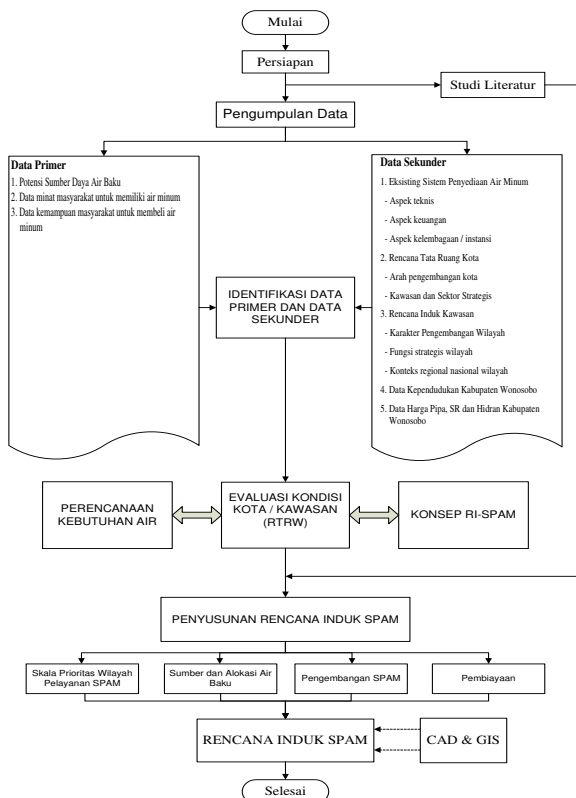 Mulai
Persiapan
Studi Literatur
Pengumpulan Data
Data Primer
1. Potensi Sumber Daya Air Baku
2. Data minat masyarakat untuk memiliki air minum
3. Data kemampuan masyarakat untuk membeli air
minum
Data Sekunder
1. Eksisting Sistem Penyediaan Air Minum
- Aspek teknis
- Aspek keuangan
- Aspek kelembagaan / instansi
2. Rencana Tata Ruang Kota
- Arah pengembangan kota
- Kawasan dan Sektor Strategis
3. Rencana Induk Kawasan
- Karakter Pengembangan Wilayah
- Fungsi strategis wilayah
- Konteks regional nasional wilayah
4. Data Kependudukan Kabupaten Wonosobo
5. Data Harga Pipa, SR dan Hidran Kabupaten
Wonosobo
IDENTIFIKASI DATA
PRIMER DAN DATA
SEKUNDER
PERENCANAAN
KEBUTUHAN AIR
EVALUASI KONDISI
KOTA / KAWASAN
(RTRW)
KONSEP RI-SPAM
PENYUSUNAN RENCANA INDUK SPAM
Skala Prioritas Wilayah
Pelayanan SPAM
Sumber dan Alokasi Air
Baku
Pengembangan SPAM
Pembiayaan
RENCANA INDUK SPAM
CAD & GIS
Selesai